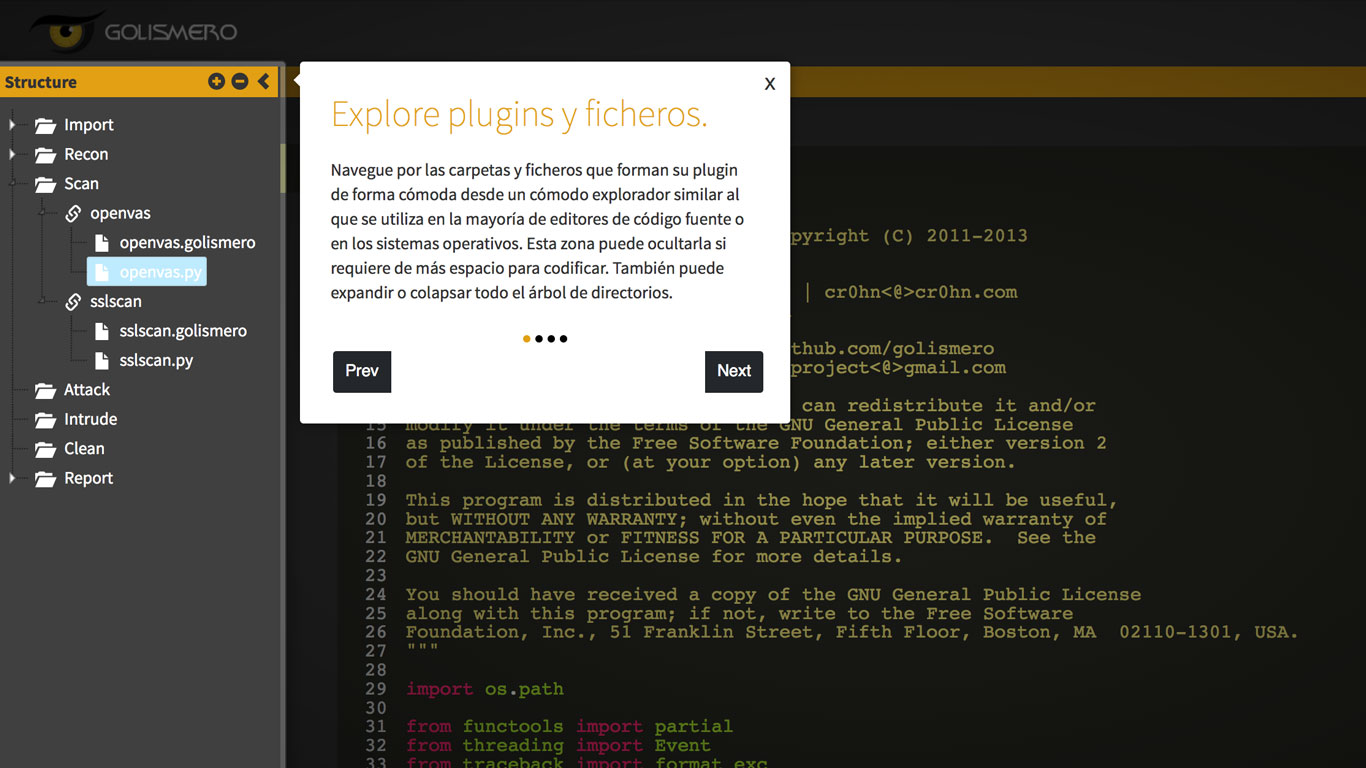 GOLISMERO
Structure
Import
Recon
Scan
openvas
openvas.golismero
openvas.py
sslscan
sslscan.golismero
sslscan.py
Attack
Intrude
Clean
Report
X
Explore plugins y ficheros.
Navegue por las carpetas y ficheros que forman su plugin
de forma cómoda desde un cómodo explorador similar al
que se utiliza en la mayoría de editores de código fuente o
en los sistemas operativos. Esta zona puede ocultarla si
requiere de más espacio para codificar. También puede
expandir o colapsar todo el árbol de directorios.
Prev
Next
pyright (C) 2011-2013
| cr0hn<@>cr0hn.com
thub.com/golismero
project<@>gmail.com
can redistribute it and/or
15 modify it under the terms of the GNU General Public License
16 as published by the Free Software Foundation; either version 2
17 of the License, or (at your option) any later version.
18
19 This program is distributed in the hope that it will be useful,
20 but WITHOUT ANY WARRANTY; without even the implied warranty of
21 MERCHANTABILITY or FITNESS FOR A PARTICULAR PURPOSE.  See the
22 GNU General Public License for more details.
23
24 You should have received a copy of the GNU General Public License
25 along with this program; if not, write to the Free Software
26 Foundation, Inc., 51 Franklin Street, Fifth Floor, Boston, MA  02110-1301, USA.
27 """
28
29 import os.path
30
31 from functools import partial
32 from threading import Event
33 from traceback import format_exc